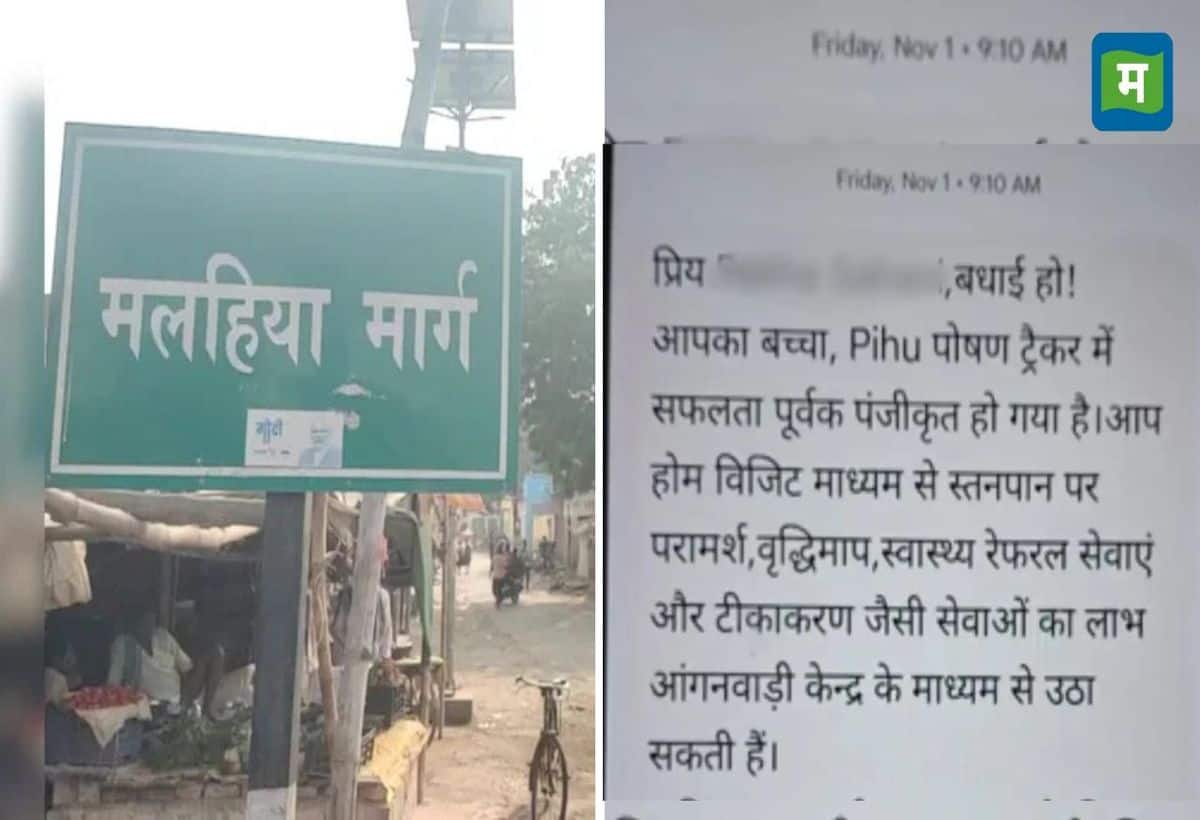 मलहिया मार्ग
मोदी
Friday, Nov 1 • 9:10 AM
म
Friday, Nov 1 • 9:10 AM
प्रिय ,बधाई हो!
आपका बच्चा, Pihu पोषण ट्रैकर में
सफलता पूर्वक पंजीकृत हो गया है।आप
होम विजिट माध्यम से स्तनपान पर
परामर्श,वृद्धिमाप,स्वास्थ्य रेफरल सेवाएं
और टीकाकरण जैसी सेवाओं का लाभ
आंगनवाड़ी केन्द्र के माध्यम से उठा
सकती हैं।